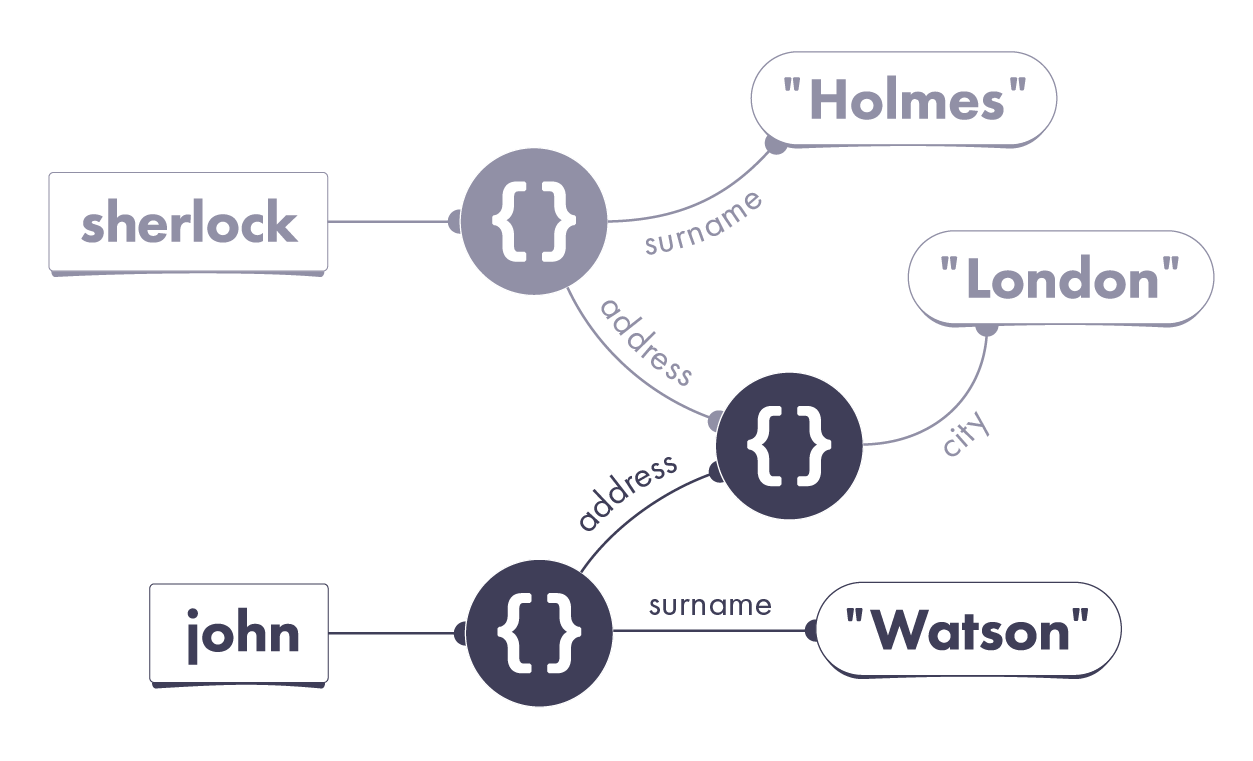 "Holmes"
sherlock
{}
surname
"London"
address
{}
city
address
john
{}
surname
"Watson"